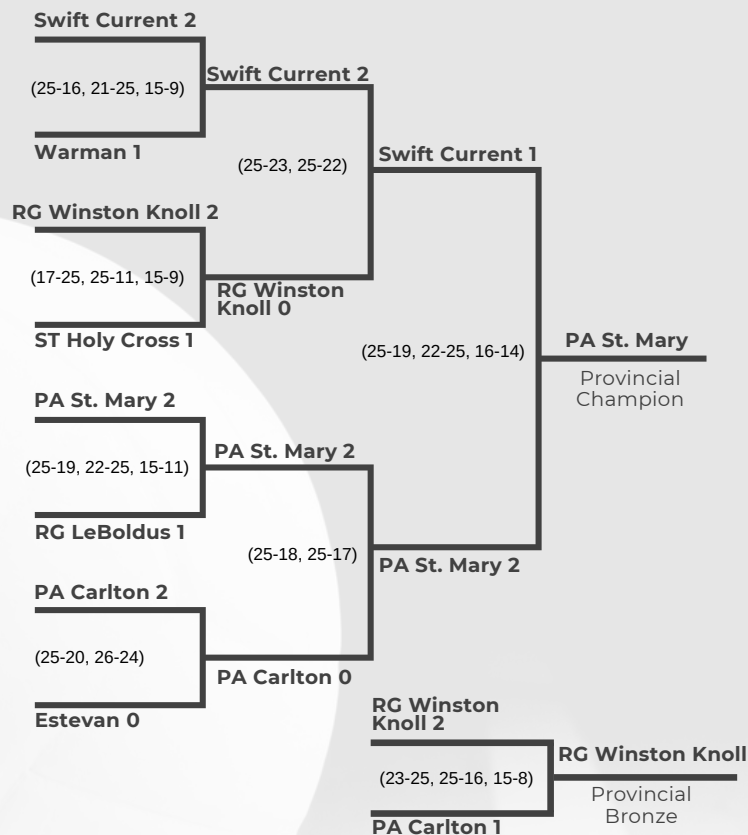 Swift Current 2
(25-16, 21-25, 15-9)
Warman 1
Swift Current 2
(25-23, 25-22)
RG Winston Knoll 2
(17-25, 25-11, 15-9)
ST Holy Cross 1
RG Winston
Knoll 0
Swift Current 1
(25-19, 22-25, 16-14)
PA St. Mary
Provincial
Champion
PA St. Mary 2
(25-19, 22-25, 15-11)
RG LeBoldus 1
PA St. Mary 2
(25-18, 25-17)
PA St. Mary 2
PA Carlton 2
(25-20, 26-24)
Estevan 0
PA Carlton 0
RG Winston
Knoll 2
(23-25, 25-16, 15-8)
PA Carlton 1
RG Winston Knoll
Provincial
Bronze